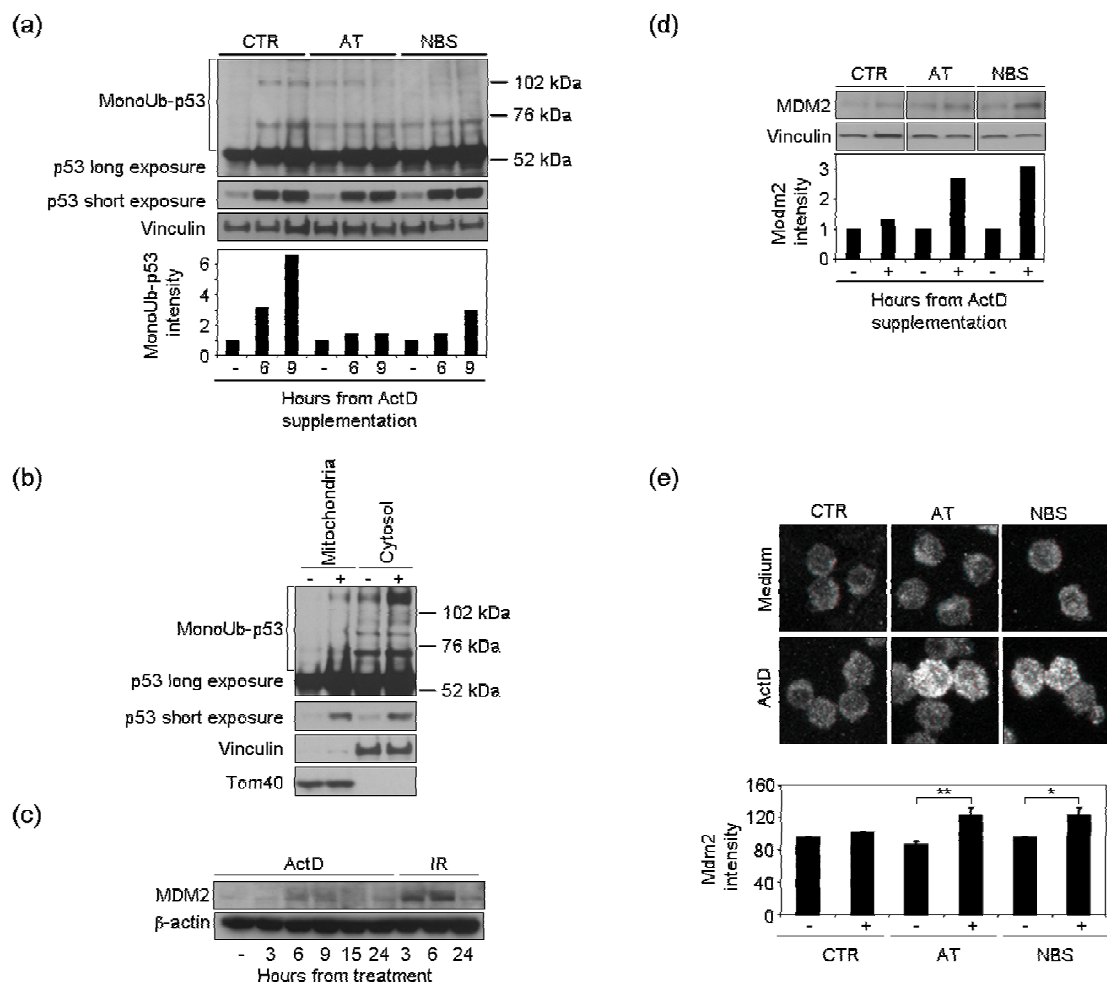 (a)
CTR AT NBS
MonoUb-p53
102 kDa
76 kDa
52 kDa
p53 long exposure
p53 short exposure
Vinculin
MonoUb-p53
intensity
6
4
2
0
- 6 9 - 6 9 - 6 9
Hours from ActD
supplementation
(b)
Mitochondria
Cytosol
- + - +
MonoUb-p53
102 kDa
76 kDa
52 kDa
p53 long exposure
p53 short exposure
Vinculin
Tom40
(c)
ActD IR
MDM2
β-actin
- 3 6 9 15 24 3 6 24
Hours from treatment
(d)
CTR AT NBS
MDM2
Vinculin
Modm2
intensity
3
2
1
0
- + - + - +
Hours from ActD
supplementation
(e)
CTR AT NBS
Medium
ActD
Mdm2
intensity
160
120
80
40
0
** *
- + - + - +
CTR AT NBS